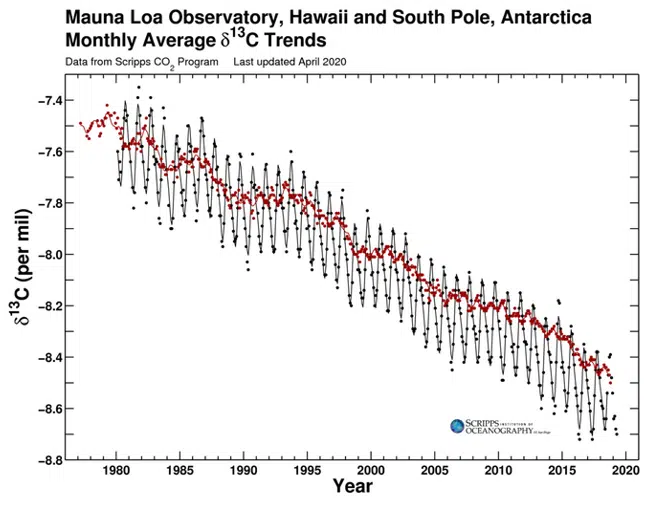 Mauna Loa Observatory, Hawaii and South Pole, Antarctica
Monthly Average δ13C Trends
Data from Scripps CO2 Program Last updated April 2020
−7.4
−7.6
−7.8
−8.0
−8.2
−8.4
−8.6
−8.8
δ13C (per mil)
SCRIPPS INSTITUTION OF
OCEANOGRAPHY
1980 1985 1990 1995 2000 2005 2010 2015 2020
Year